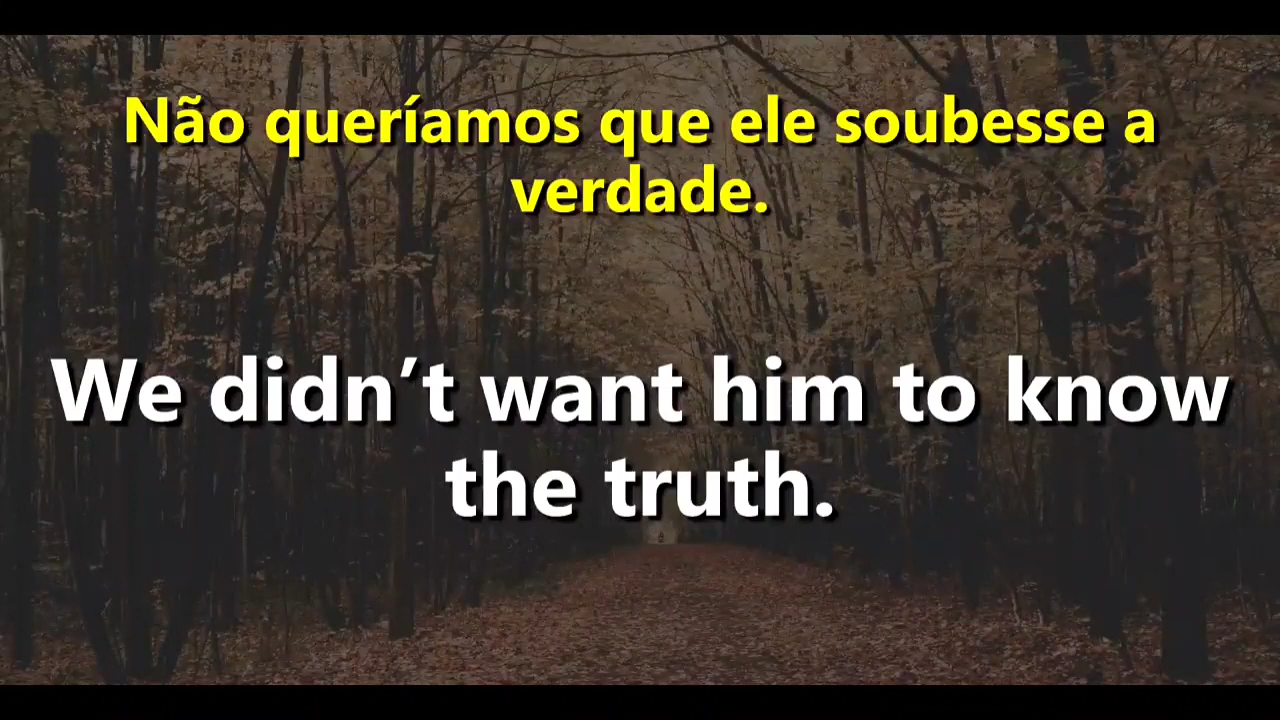 Não queríamos que ele soubesse a
verdade.
We didn′t want him to know
the truth.